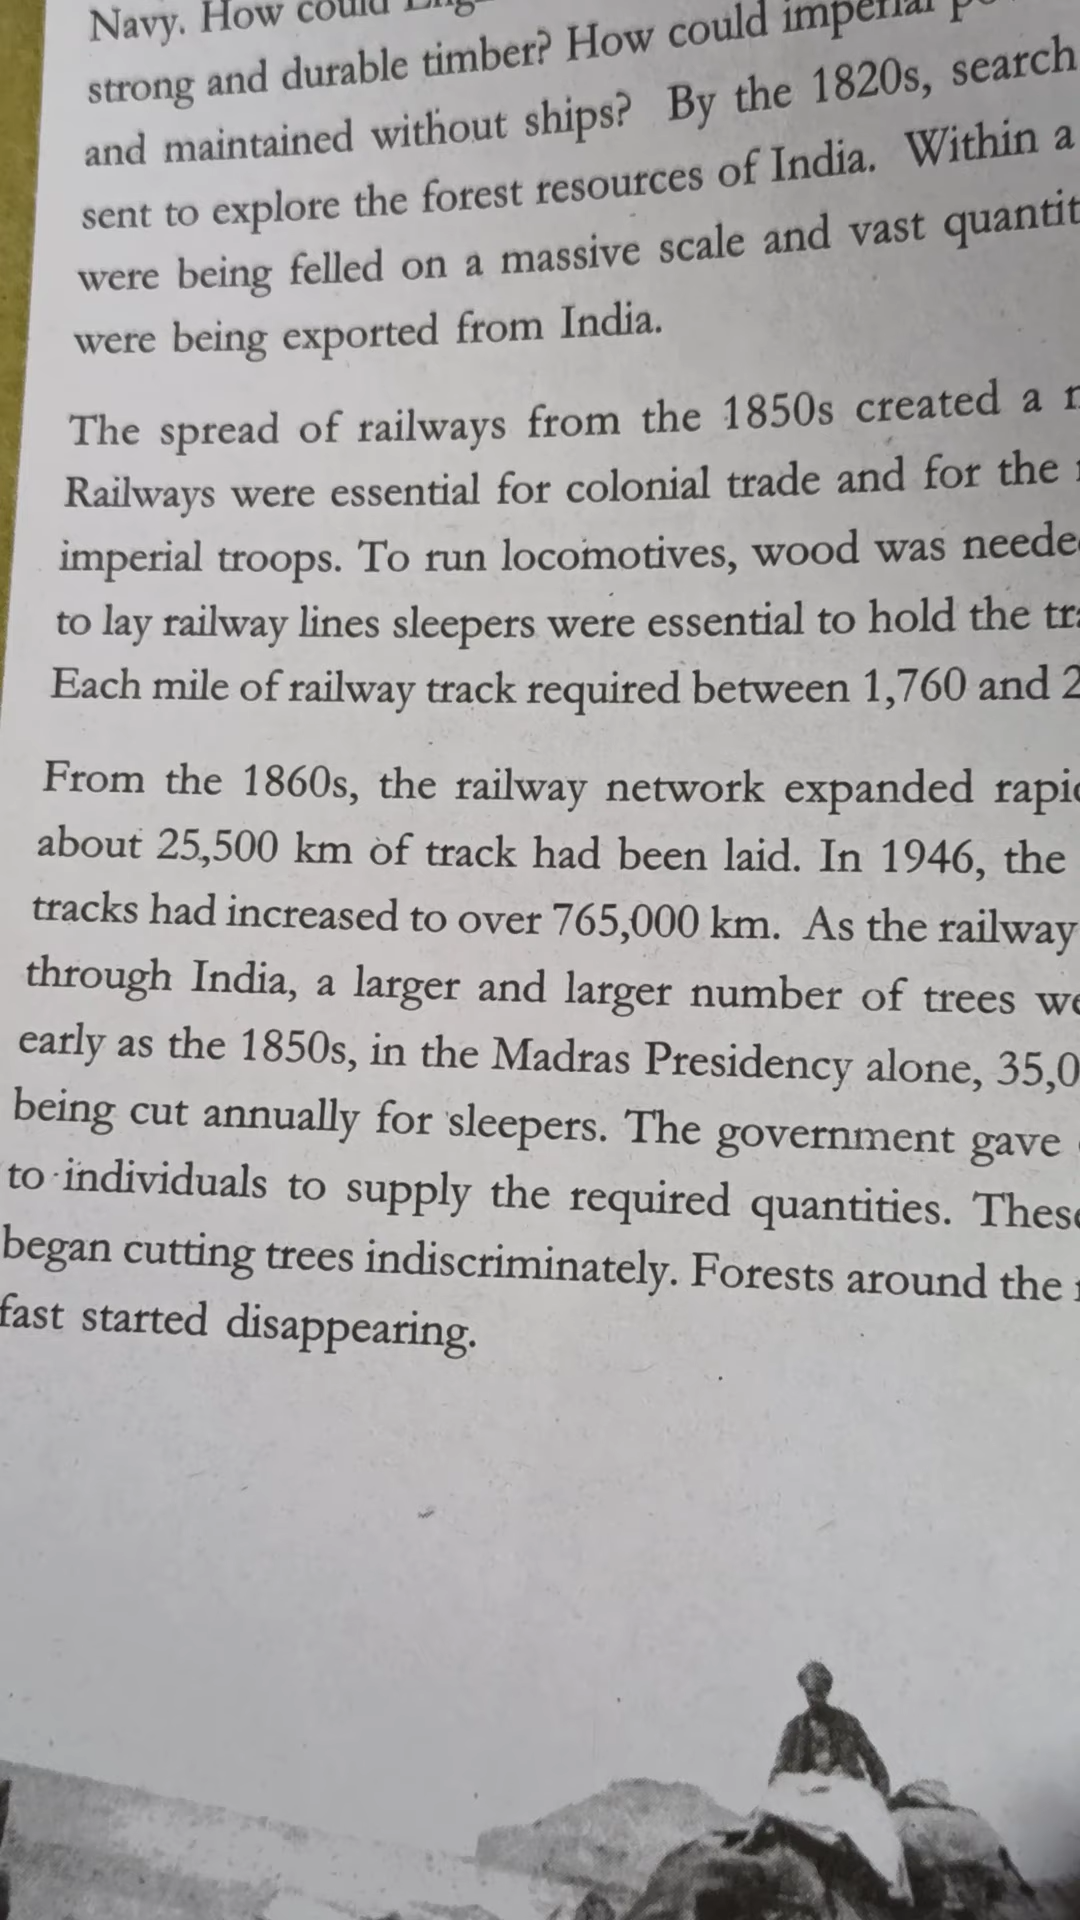 Navy. How could
strong and durable timber? How could imperial
and maintained without ships? By the 1820s, search
sent to explore the forest resources of India. Within a
were being felled on a massive scale and vast
were being exported from India.
The spread of railways from the 1850s created a
Railways were essential for colonial trade and for the
imperial troops. To run locomotives, wood was
to lay railway lines sleepers were essential to hold the
Each mile of railway track required between 1,760 and
From the 1860s, the railway network expanded
about 25,500 km of track had been laid. In 1946, the
tracks had increased to over 765,000 km. As the railway
through India, a larger and larger number of trees
early as the 1850s, in the Madras Presidency alone,
being cut annually for sleepers. The government gave
to individuals to supply the required quantities. These
began cutting trees indiscriminately. Forests around the
fast started disappearing.